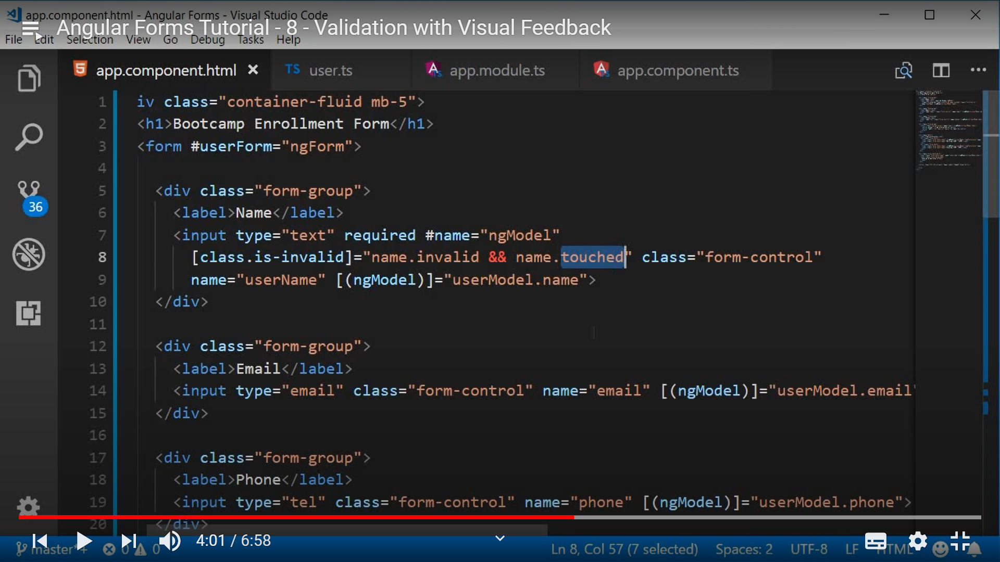 app.component.html - Angular Forms - Visual Studio Code
Angular Forms Tutorial - 8 - Validation with Visual Feedback
File Edit Selection View Go Debug Tasks Help
app.component.html TS user.ts app.module.ts app.component.ts
1 iv class="container-fluid mb-5">
2 <h1>Bootcamp Enrollment Form</h1>
3 <form #userForm="ngForm">
4
5 <div class="form-group">
6 <label>Name</label>
7 <input type="text" required #name="ngModel"
8 [class.is-invalid]="name.invalid && name.touched" class="form-control"
9 name="userName" [(ngModel)]="userModel.name">
10 </div>
11
12 <div class="form-group">
13 <label>Email</label>
14 <input type="email" class="form-control" name="email" [(ngModel)]="userModel.email"
15 </div>
16
17 <div class="form-group">
18 <label>Phone</label>
19 <input type="tel" class="form-control" name="phone" [(ngModel)]="userModel.phone">
20 </div>
36
4:01 / 6:58
master*+ 0 0 Ln 8, Col 57 (7 selected) Spaces: 2 UTF-8 LF HTML